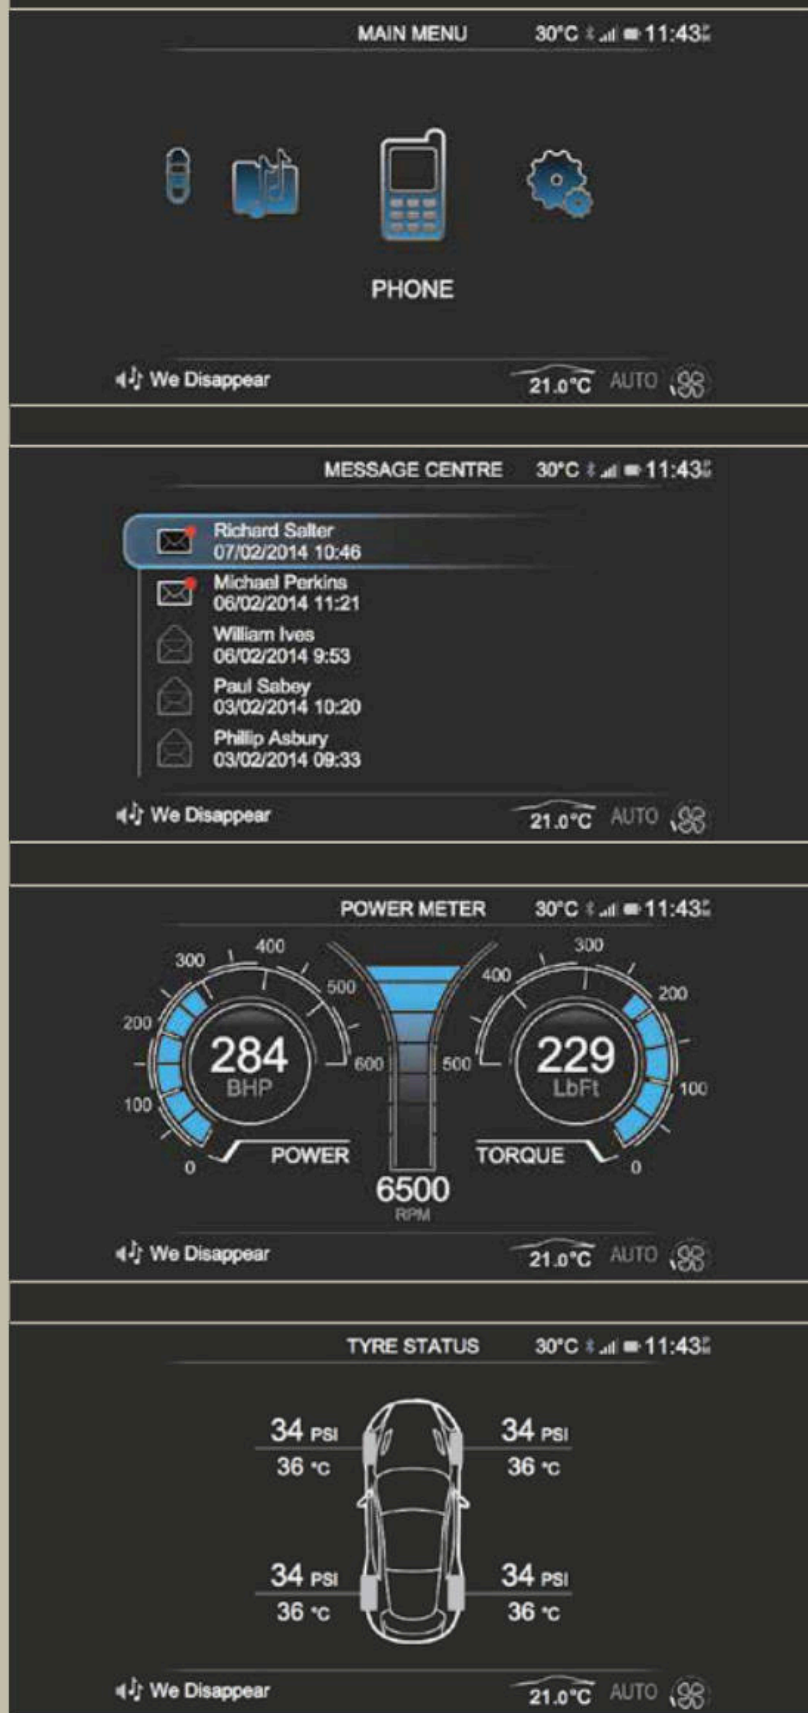 MAIN MENU 30°C 11:43PM
PHONE
We Disappear 21.0°C AUTO
MESSAGE CENTRE 30°C 11:43PM
Richard Salter
07/02/2014 10:46
Michael Perkins
06/02/2014 11:21
William Ives
06/02/2014 9:53
Paul Sabey
03/02/2014 10:20
Phillip Asbury
03/02/2014 09:33
We Disappear 21.0°C AUTO
POWER METER 30°C 11:43PM
0 100 200 300 400 500 600
284
BHP
POWER
6500
RPM
500 400 300 200 100 0
229
LbFt
TORQUE
We Disappear 21.0°C AUTO
TYRE STATUS 30°C 11:43PM
34 PSI 34 PSI
36 °C 36 °C
34 PSI 34 PSI
36 °C 36 °C
We Disappear 21.0°C AUTO